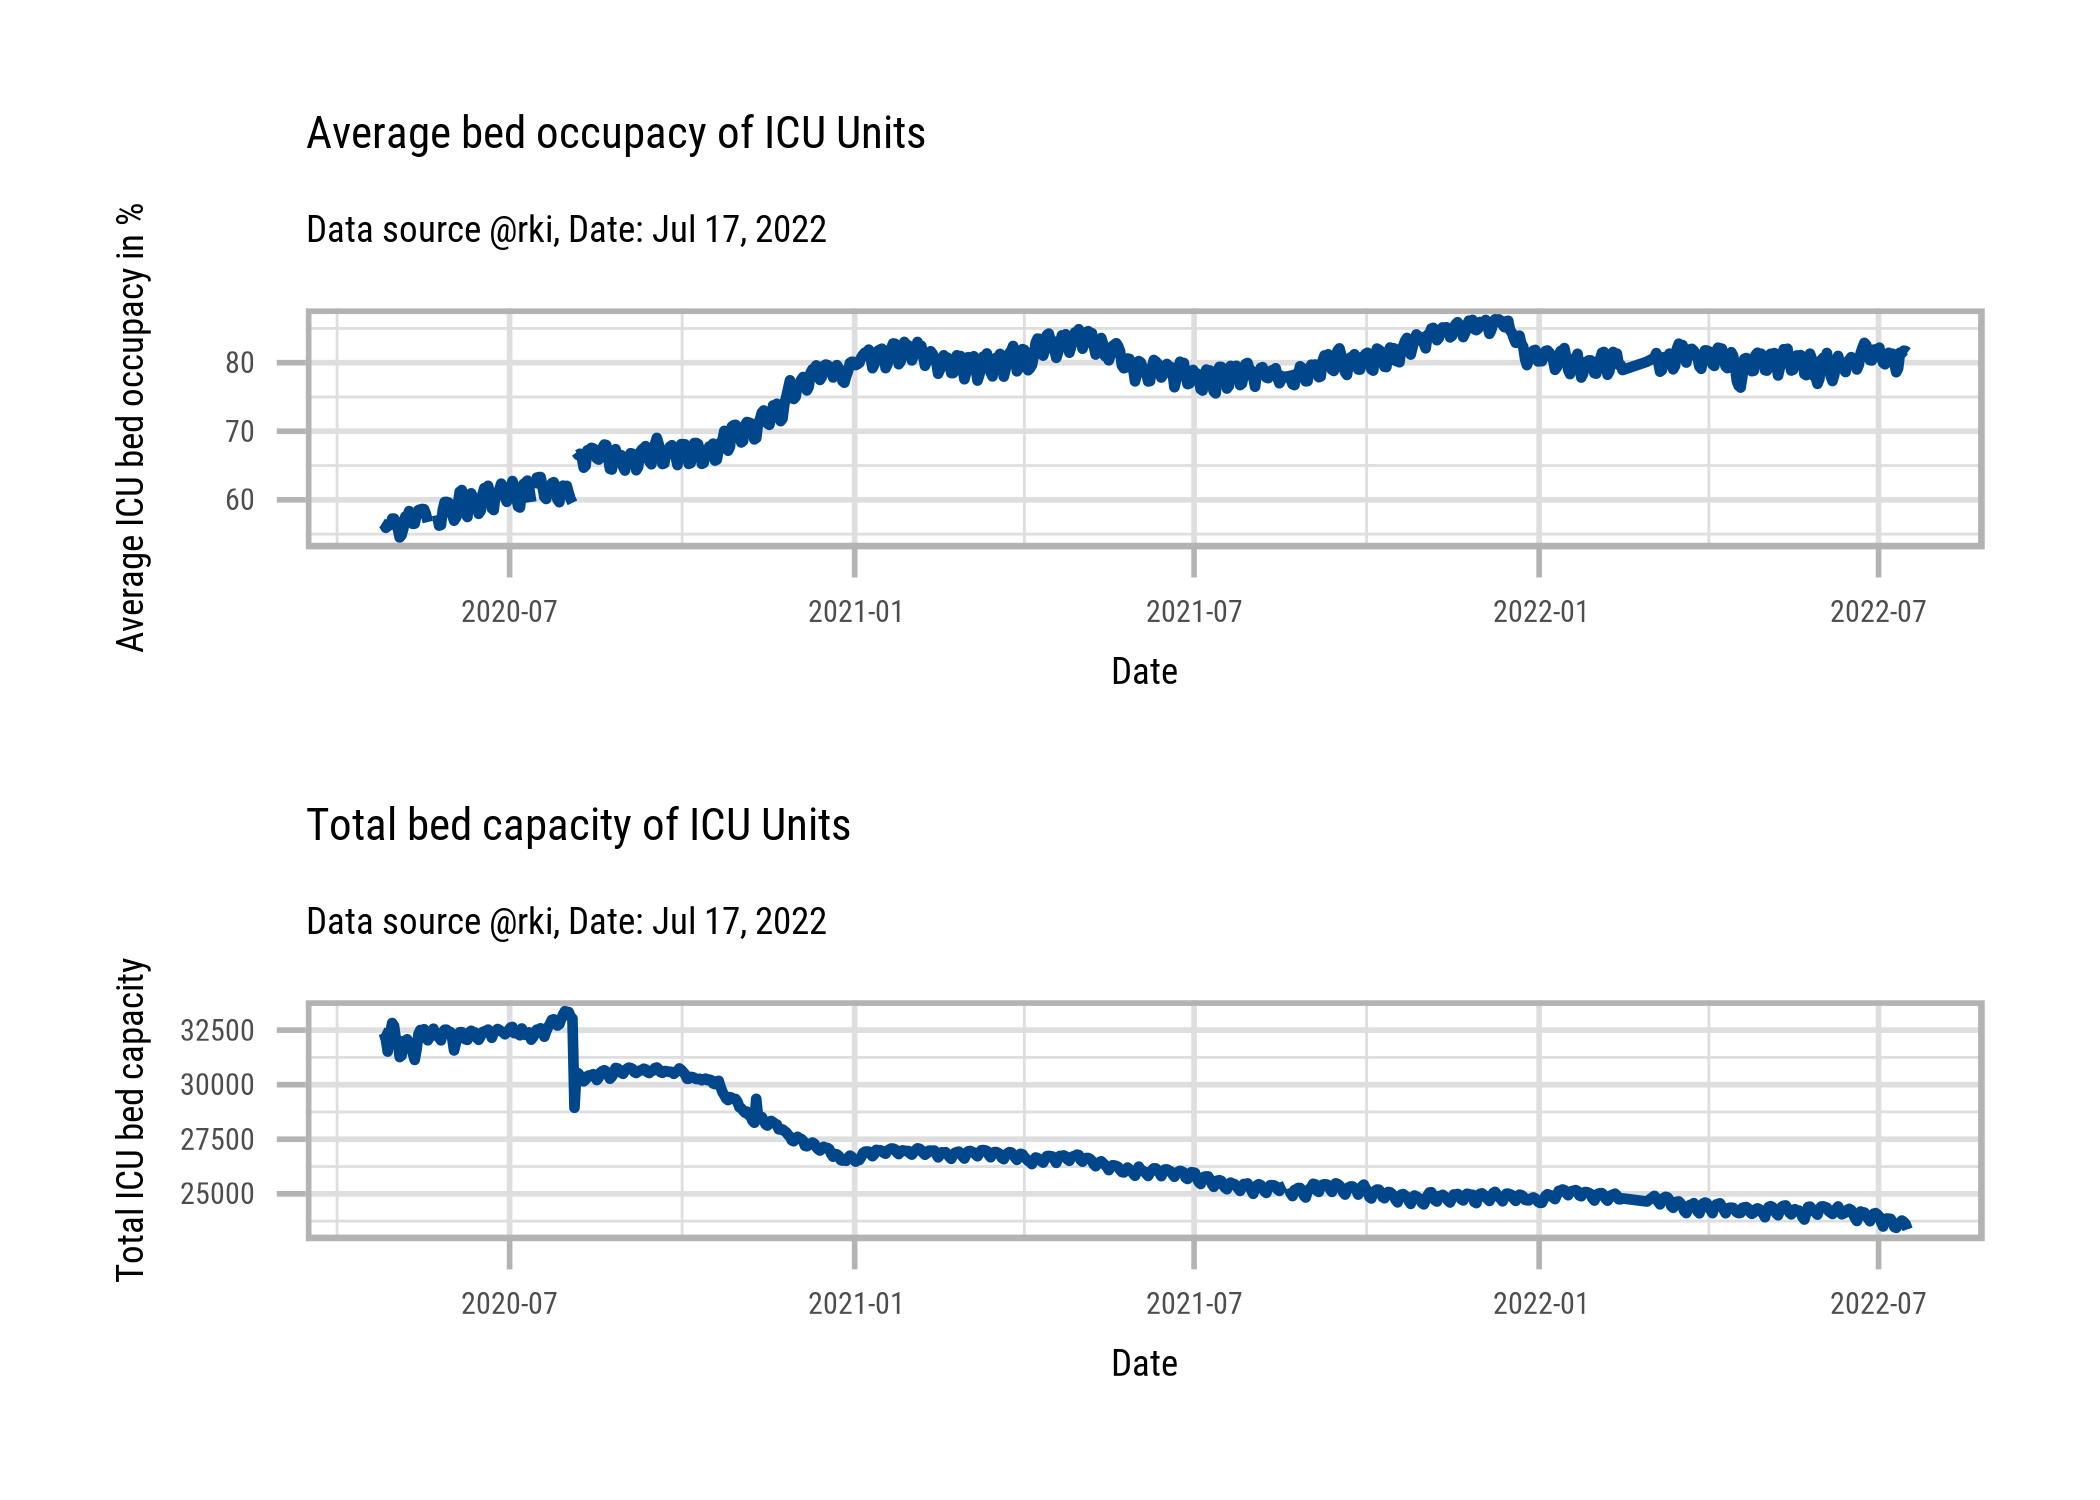 Average bed occupacy of ICU Units
Data source @rki, Date: Jul 17, 2022
Average ICU bed occupacy in %
80
70
60
2020-07
2021-01
2021-07
2022-01
2022-07
Date
Total bed capacity of ICU Units
Data source @rki, Date: Jul 17, 2022
Total ICU bed capacity
32500
30000
27500
25000
2020-07
2021-01
2021-07
2022-01
2022-07
Date